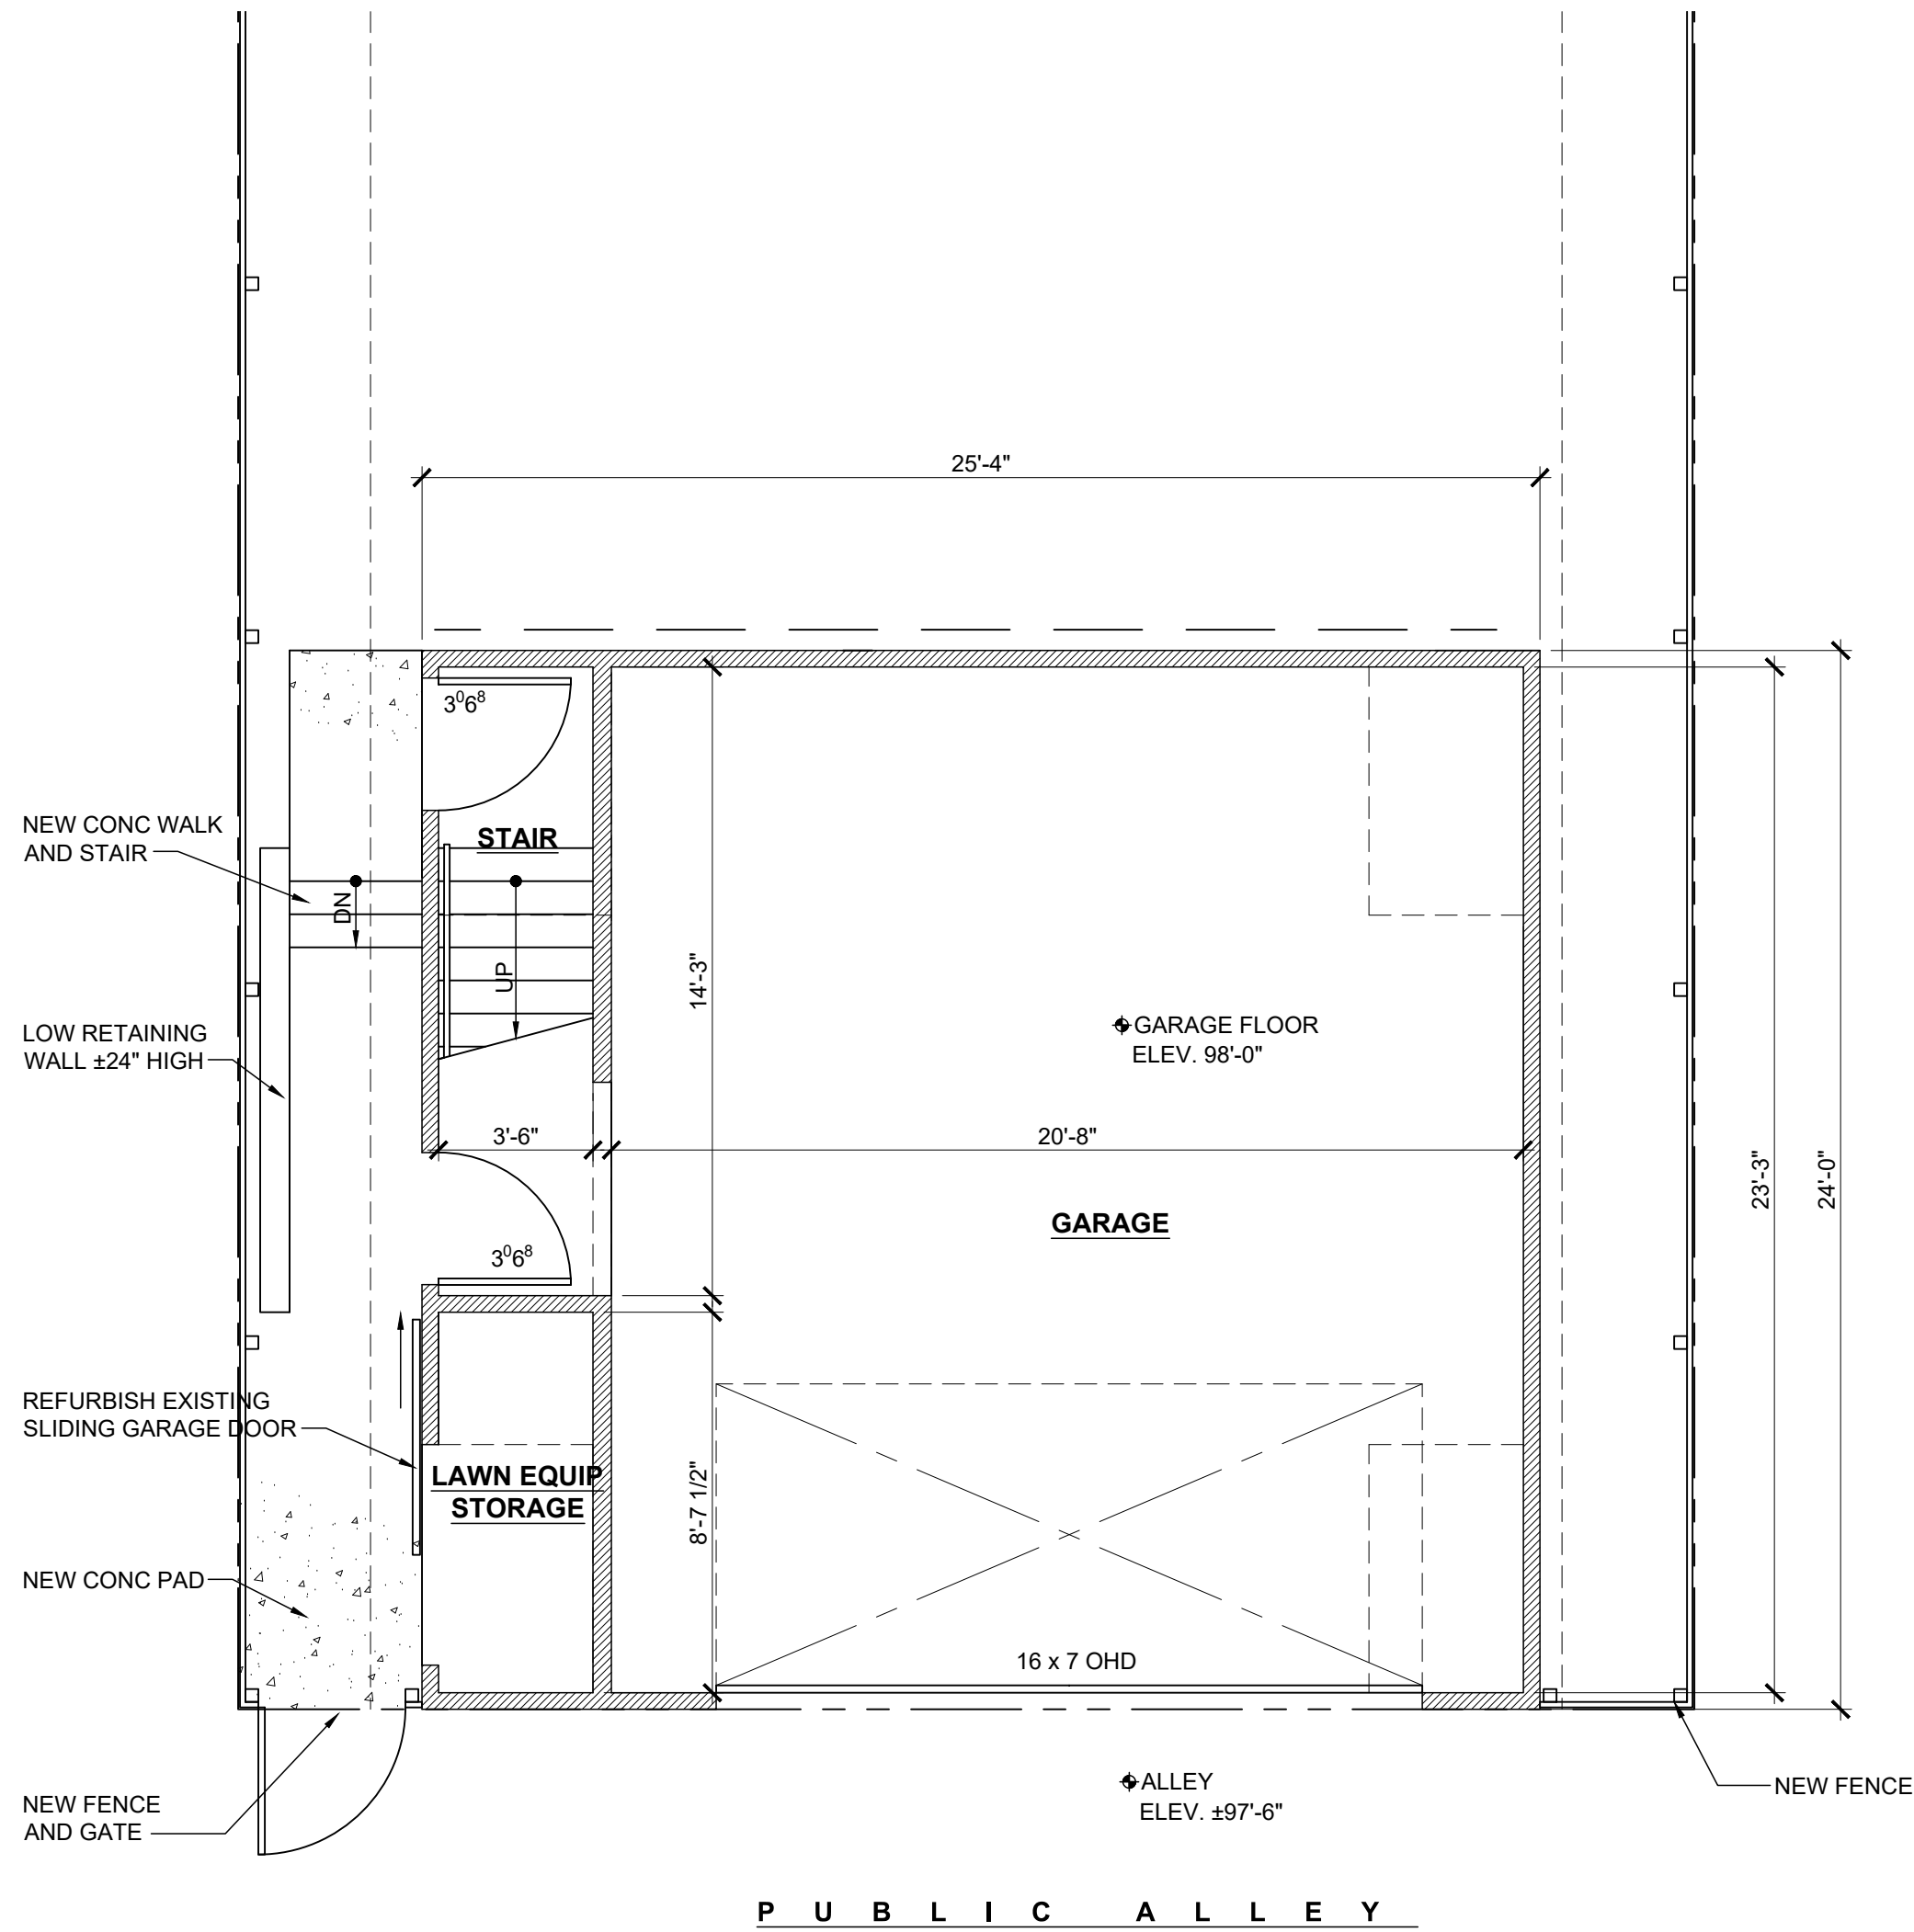 25'-4"
3⁰6⁸
NEW CONC WALK
AND STAIR
STAIR
DN
UP
14'-3"
LOW RETAINING
WALL ±24" HIGH
GARAGE FLOOR
ELEV. 98'-0"
3'-6"
20'-8"
23'-3"
24'-0"
GARAGE
3⁰6⁸
REFURBISH EXISTING
SLIDING GARAGE DOOR
LAWN EQUIP
STORAGE
8'-7 1/2"
NEW CONC PAD
16 x 7 OHD
NEW FENCE
AND GATE
ALLEY
ELEV. ±97'-6"
NEW FENCE
PUBLIC ALLEY